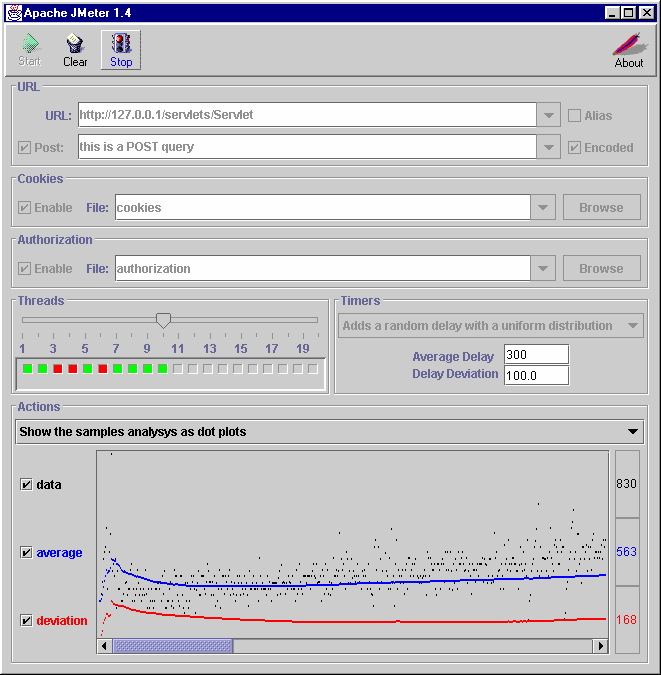 Apache JMeter 1.4
Start Clear Stop About
URL
URL: http://127.0.0.1/servlets/Servlet Alias
Post: this is a POST query Encoded
Cookies
Enable File: cookies Browse
Authorization
Enable File: authorization Browse
Threads
1 3 5 7 9 11 13 15 17 19
Timers
Adds a random delay with a uniform distribution
Average Delay 300
Delay Deviation 100.0
Actions
Show the samples analysys as dot plots
data 830
average 563
deviation 168